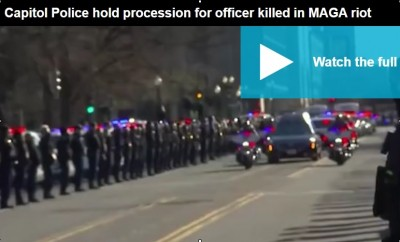 Capitol Police hold procession for officer killed in MAGA riot
Watch the full